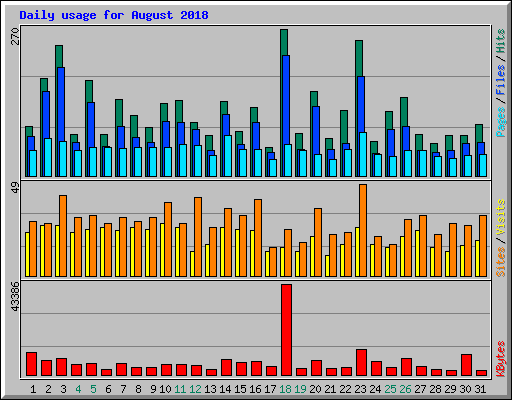 Daily usage for August 2018
270
Pages / Files / Hits
49
Sites / Visits
43386
KBytes
1 2 3 4 5 6 7 8 9 10 11 12 13 14 15 16 17 18 19 20 21 22 23 24 25 26 27 28 29 30 31